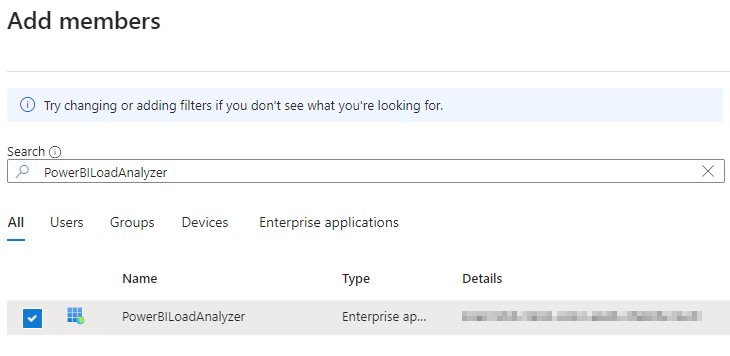 Add members
Try changing or adding filters if you don't see what you're looking for.
Search
PowerBILoadAnalyzer
All Users Groups Devices Enterprise applications
Name Type Details
PowerBILoadAnalyzer Enterprise ap...